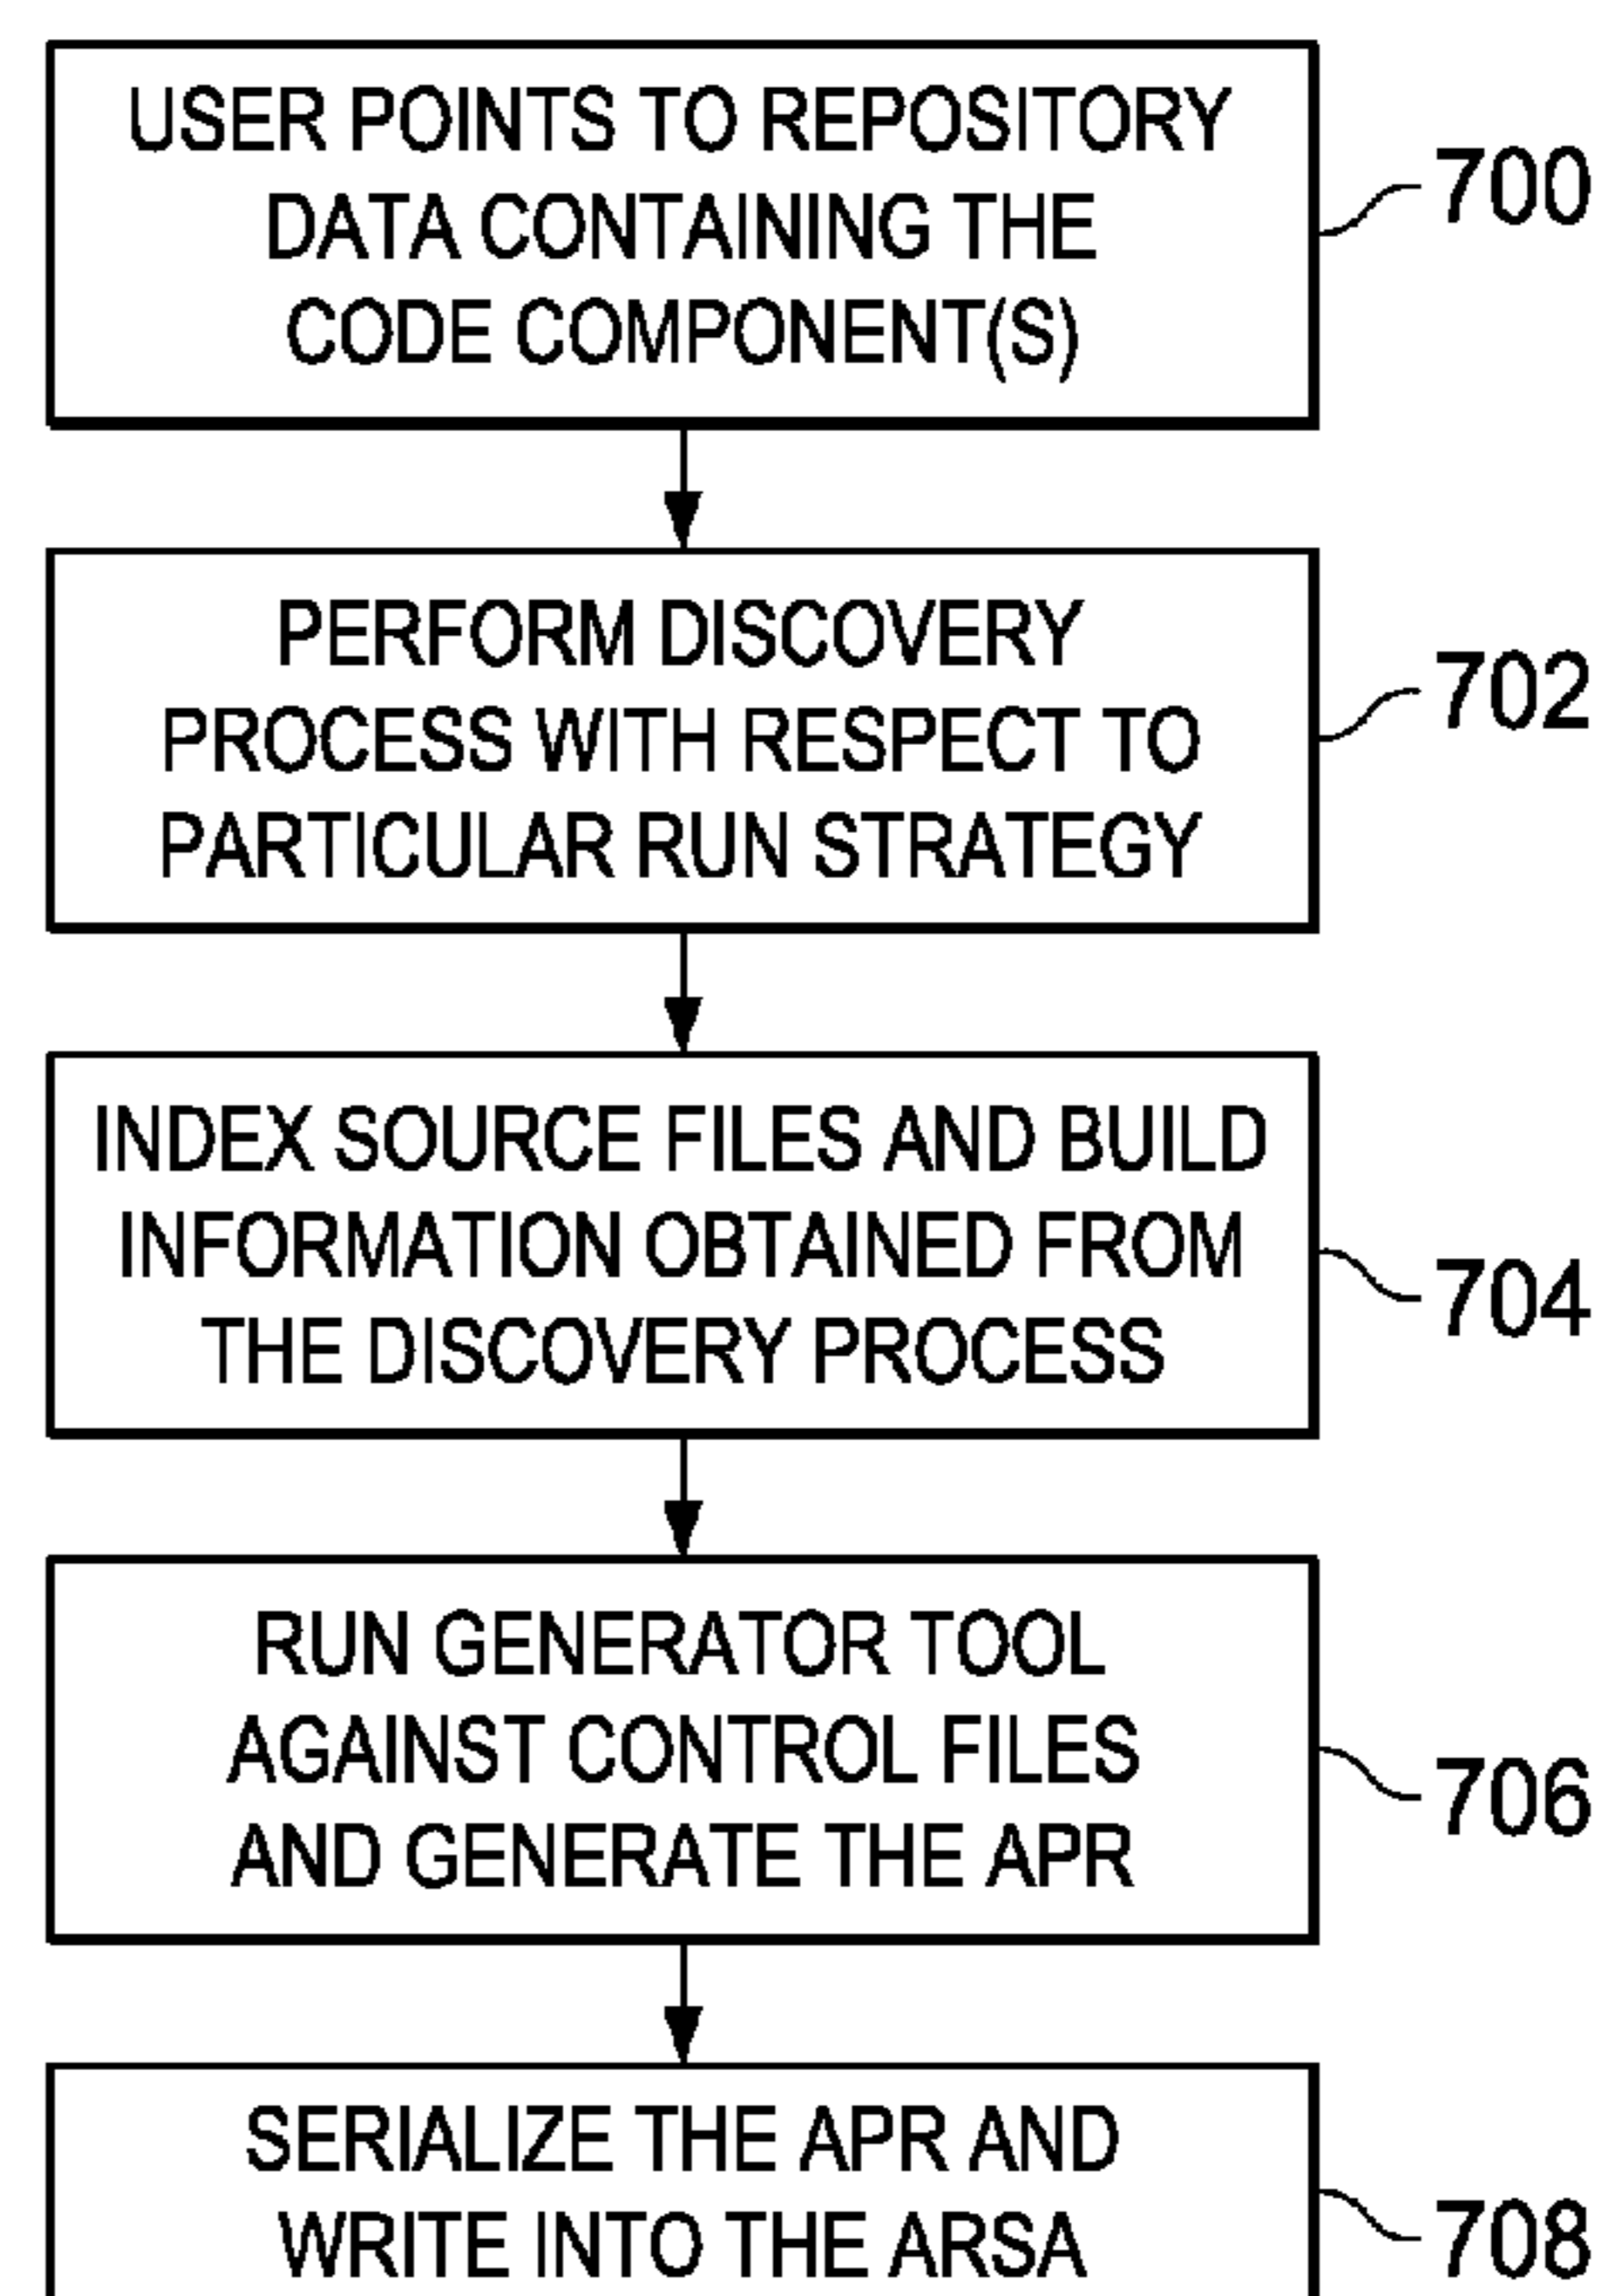 USER POINTS TO REPOSITORY
DATA CONTAINING THE
CODE COMPONENT(S)
700
PERFORM DISCOVERY
PROCESS WITH RESPECT TO
PARTICULAR RUN STRATEGY
702
INDEX SOURCE FILES AND BUILD
INFORMATION OBTAINED FROM
THE DISCOVERY PROCESS
704
RUN GENERATOR TOOL
AGAINST CONTROL FILES
AND GENERATE THE APR
706
SERIALIZE THE APR AND
WRITE INTO THE ARSA
708